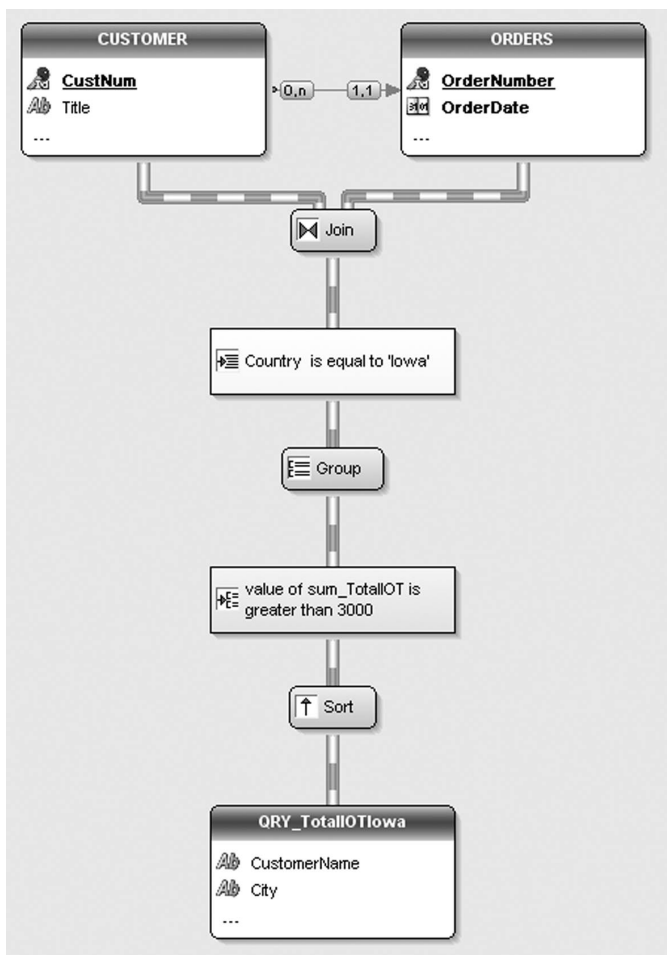 CUSTOMER
CustNum
Title
...
0,n
1,1
ORDERS
OrderNumber
OrderDate
...
Join
Country is equal to 'Iowa'
Group
value of sum_TotalIOT is
greater than 3000
Sort
QRY_TotalIOTIowa
CustomerName
City
...